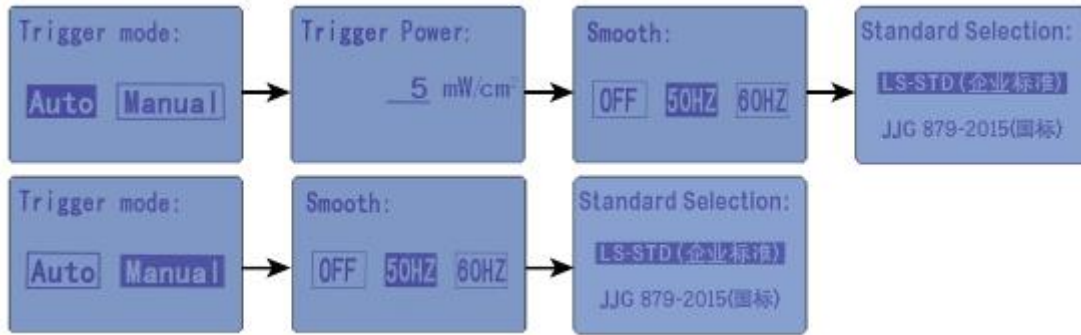 Trigger mode:
Auto Manual
Trigger Power:
5 mW/cm²
Smooth:
OFF 50HZ 60HZ
Standard Selection:
LS-STD(企业标准)
JJG 879-2015(国标)
Trigger mode:
Auto Manual
Smooth:
OFF 50HZ 60HZ
Standard Selection:
LS-STD(企业标准)
JJG 879-2015(国标)